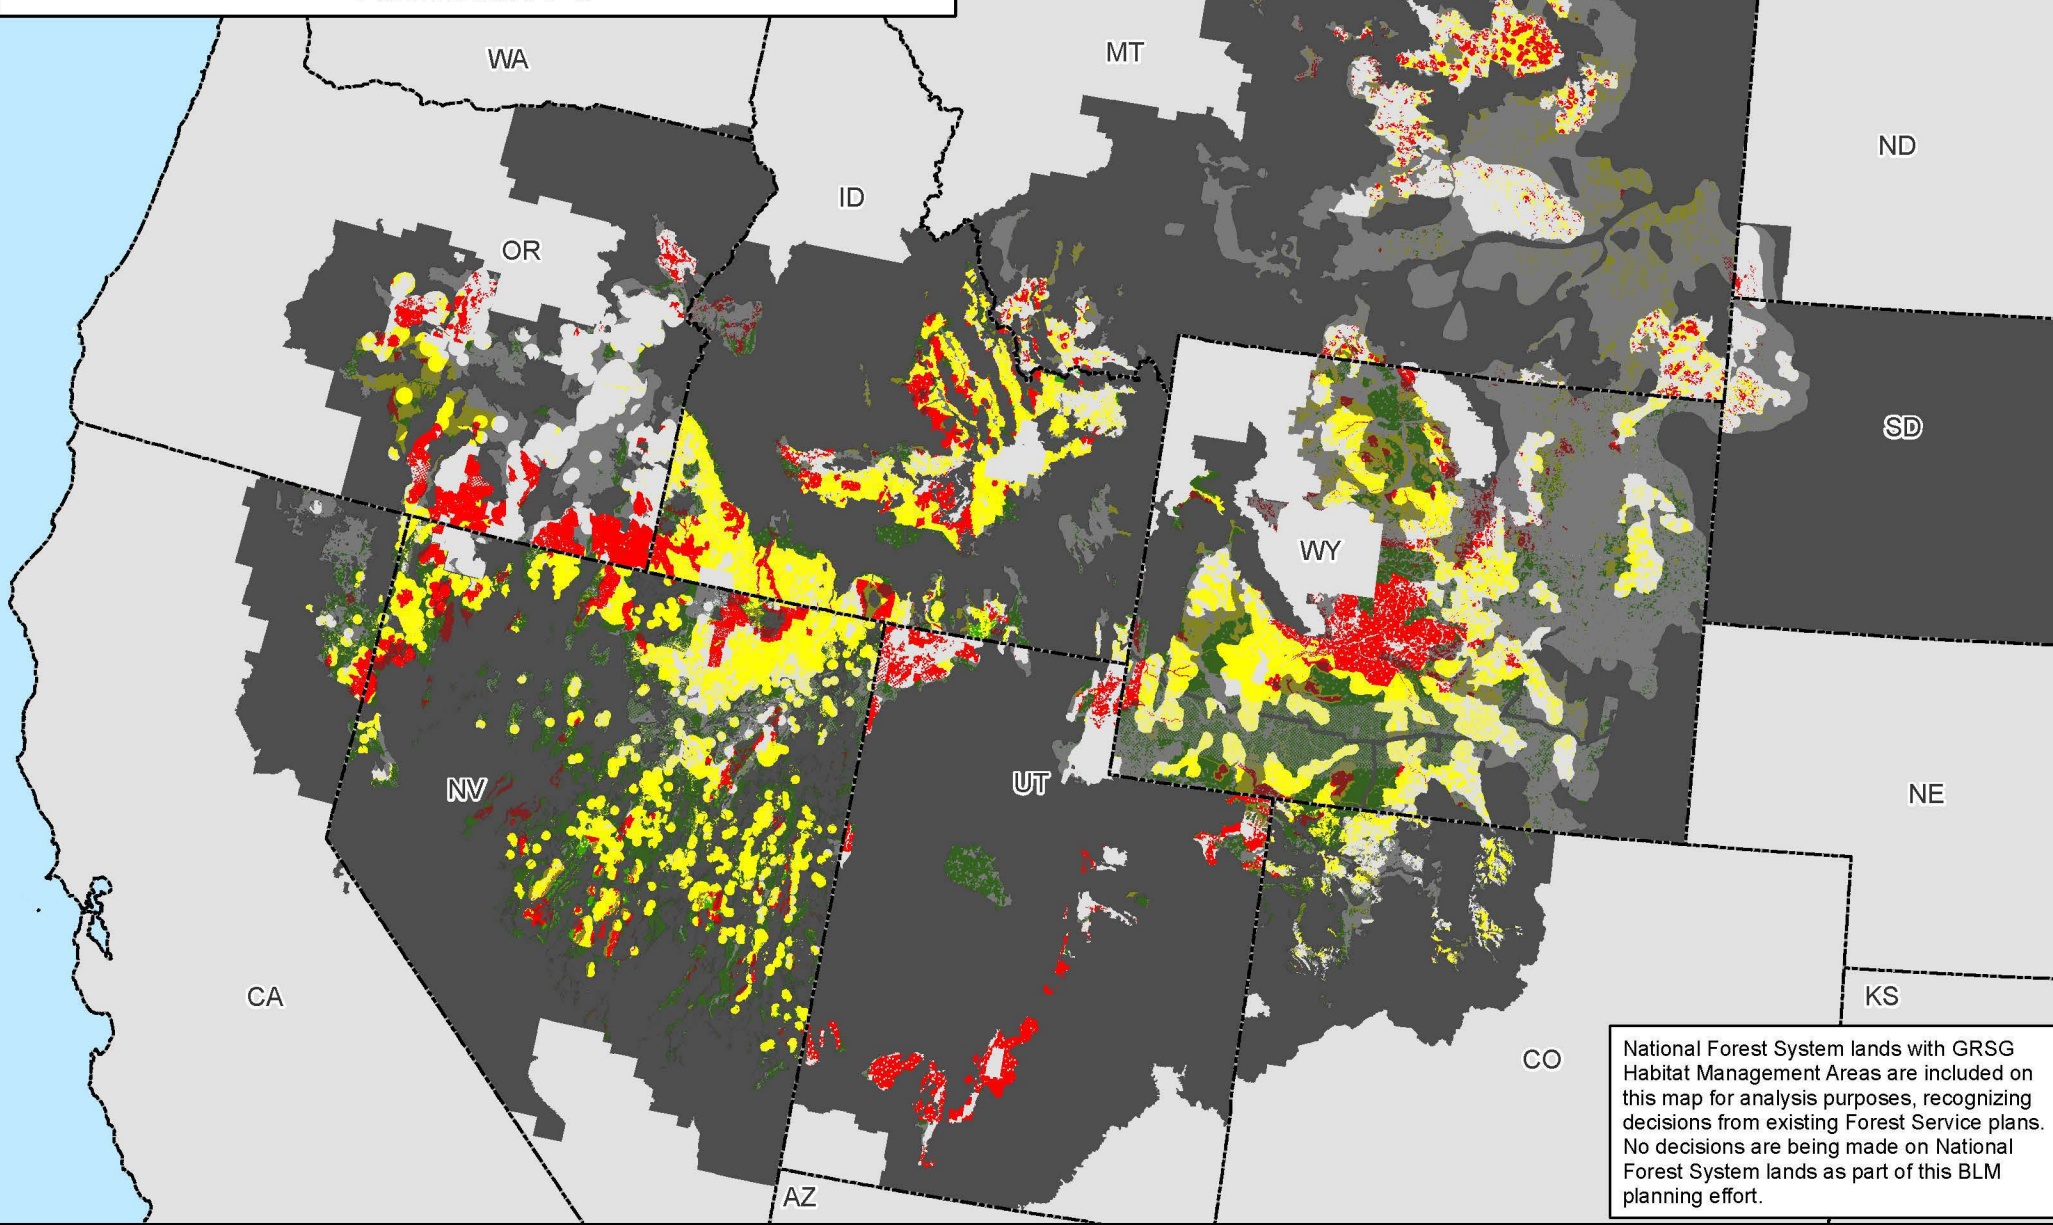 WA
MT
ND
ID
OR
SD
WY
NV
UT
NE
CA
KS
CO
AZ
National Forest System lands with GRSG
Habitat Management Areas are included on
this map for analysis purposes, recognizing
decisions from existing Forest Service plans.
No decisions are being made on National
Forest System lands as part of this BLM
planning effort.